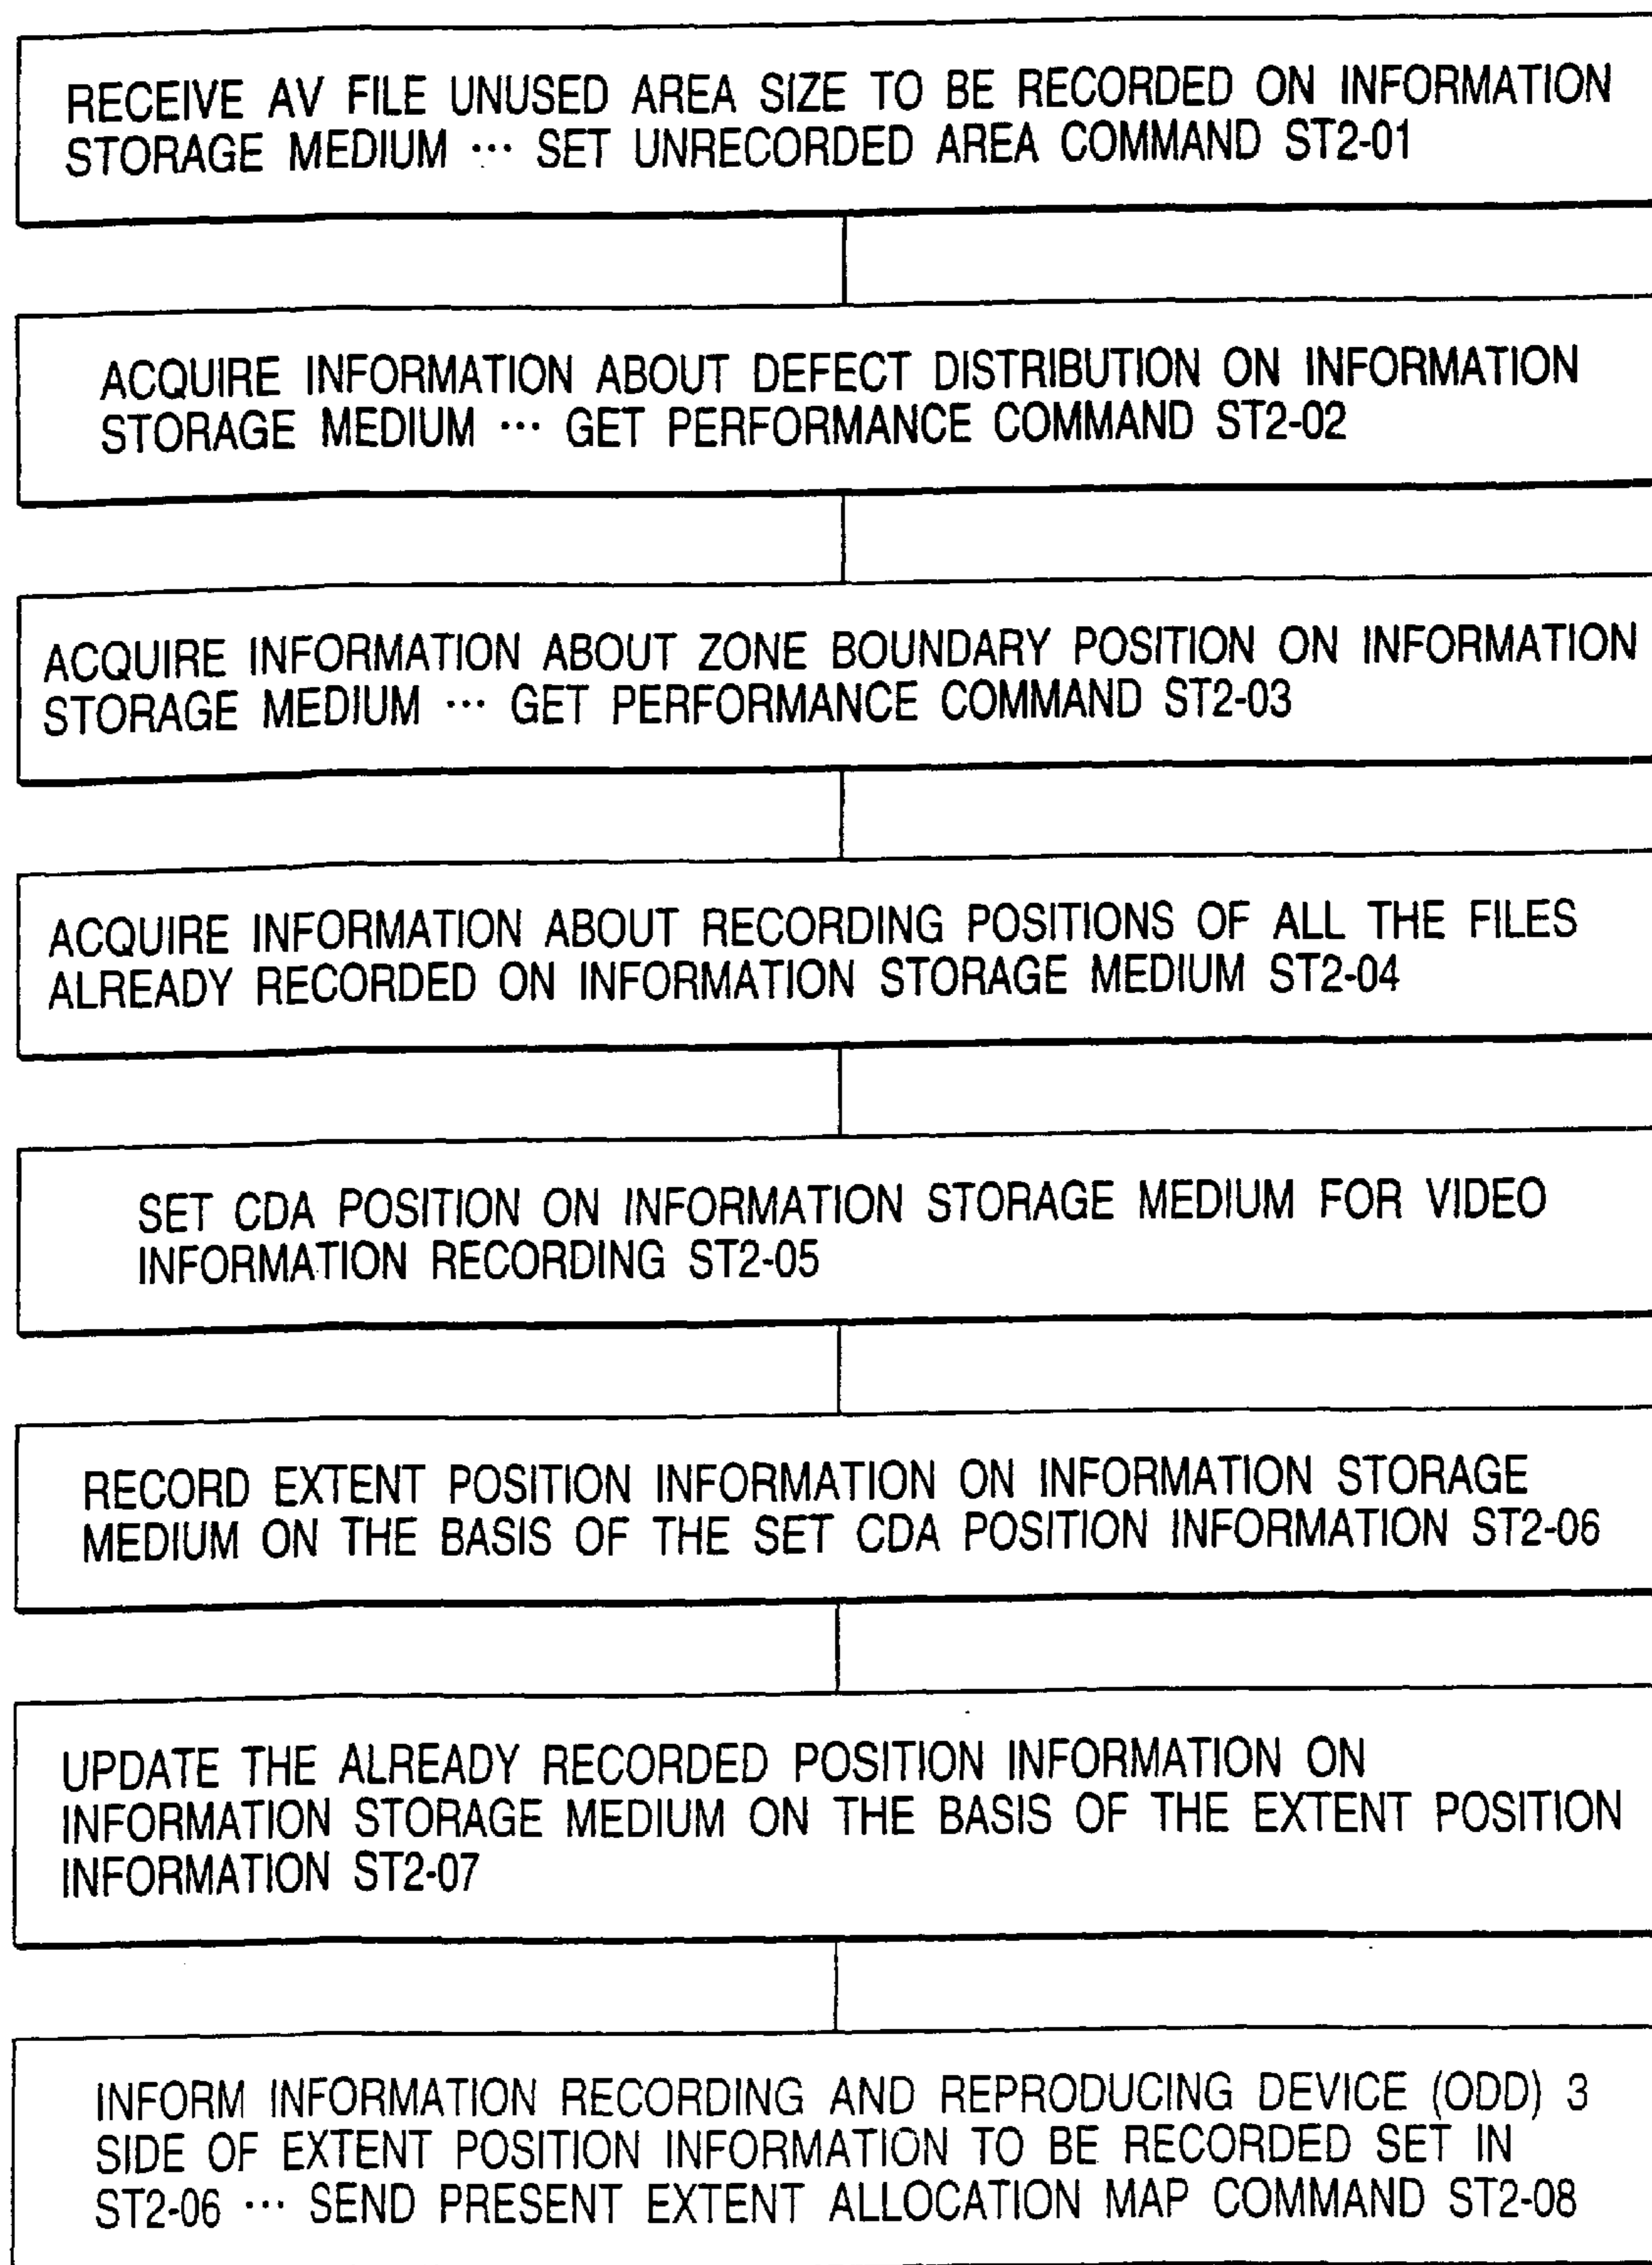 RECEIVE AV FILE UNUSED AREA SIZE TO BE RECORDED ON INFORMATION
STORAGE MEDIUM ··· SET UNRECORDED AREA COMMAND ST2-01
ACQUIRE INFORMATION ABOUT DEFECT DISTRIBUTION ON INFORMATION
STORAGE MEDIUM ··· GET PERFORMANCE COMMAND ST2-02
ACQUIRE INFORMATION ABOUT ZONE BOUNDARY POSITION ON INFORMATION
STORAGE MEDIUM ··· GET PERFORMANCE COMMAND ST2-03
ACQUIRE INFORMATION ABOUT RECORDING POSITIONS OF ALL THE FILES
ALREADY RECORDED ON INFORMATION STORAGE MEDIUM ST2-04
SET CDA POSITION ON INFORMATION STORAGE MEDIUM FOR VIDEO
INFORMATION RECORDING ST2-05
RECORD EXTENT POSITION INFORMATION ON INFORMATION STORAGE
MEDIUM ON THE BASIS OF THE SET CDA POSITION INFORMATION ST2-06
UPDATE THE ALREADY RECORDED POSITION INFORMATION ON
INFORMATION STORAGE MEDIUM ON THE BASIS OF THE EXTENT POSITION
INFORMATION ST2-07
INFORM INFORMATION RECORDING AND REPRODUCING DEVICE (ODD) 3
SIDE OF EXTENT POSITION INFORMATION TO BE RECORDED SET IN
ST2-06 ··· SEND PRESENT EXTENT ALLOCATION MAP COMMAND ST2-08